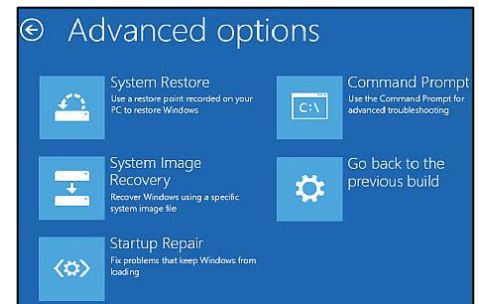 Advanced options
System Restore
Use a restore point recorded on your
PC to restore Windows
System Image
Recovery
Recover Windows using a specific
system image file
Startup Repair
Fix problems that keep Windows from
loading
Command Prompt
Use the Command Prompt for
advanced troubleshooting
C:\
Go back to the
previous build